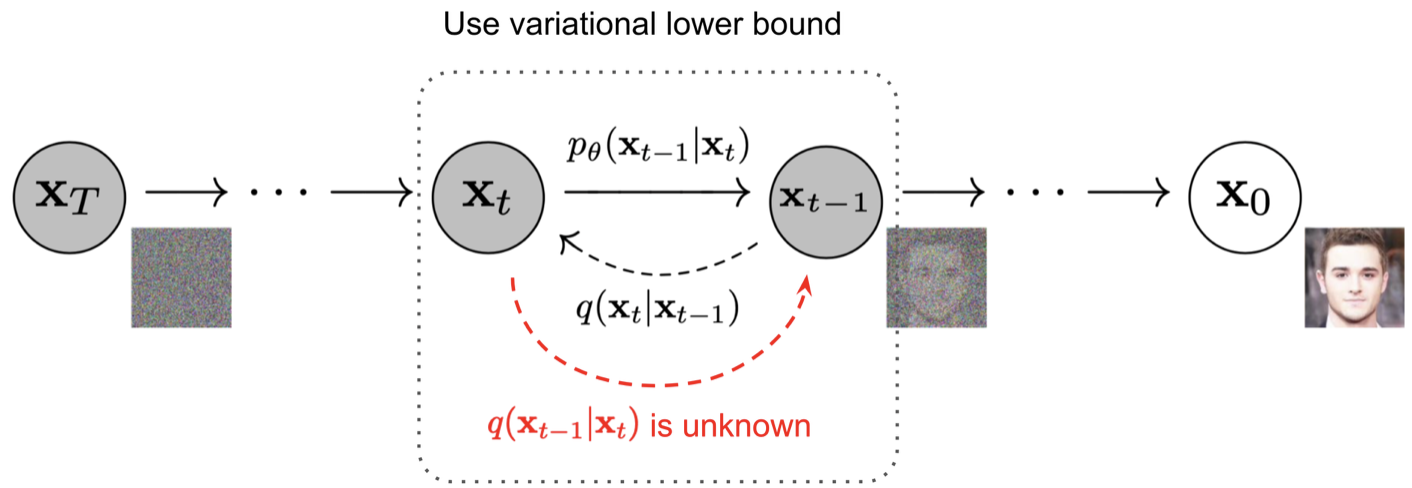 Use variational lower bound
p_θ(x_{t−1}|x_t)
x_T → ⋯ → x_t → x_{t−1} → ⋯ → x_0
q(x_t|x_{t−1})
q(x_{t−1}|x_t) is unknown